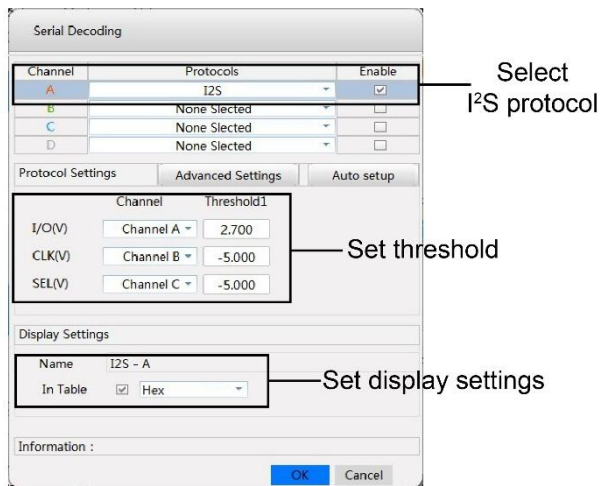 Serial Decoding
Channel Protocols Enable
A I2S
B None Slected
C None Slected
D None Slected
Select
I²S protocol
Protocol Settings Advanced Settings Auto setup
Channel Threshold1
I/O(V) Channel A 2.700
CLK(V) Channel B -5.000
SEL(V) Channel C -5.000
Set threshold
Display Settings
Name I2S - A
In Table Hex
Set display settings
Information :
OK Cancel